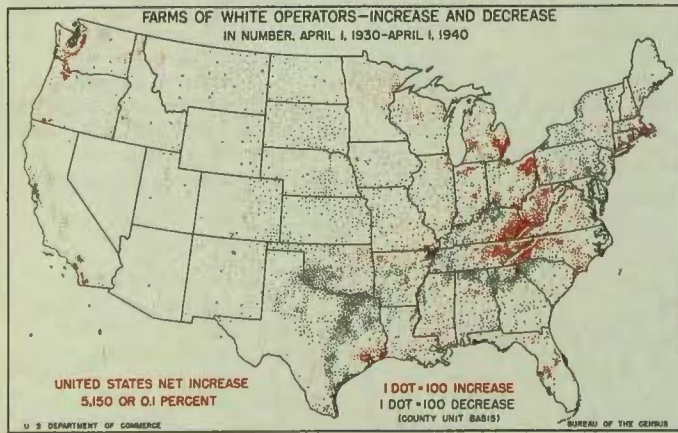 FARMS OF WHITE OPERATORS—INCREASE AND DECREASE
IN NUMBER, APRIL 1, 1930—APRIL 1, 1940
UNITED STATES NET INCREASE
5,150 OR 0.1 PERCENT
1 DOT = 100 INCREASE
1 DOT = 100 DECREASE
(COUNTY UNIT BASIS)
U S DEPARTMENT OF COMMERCE
BUREAU OF THE CENSUS